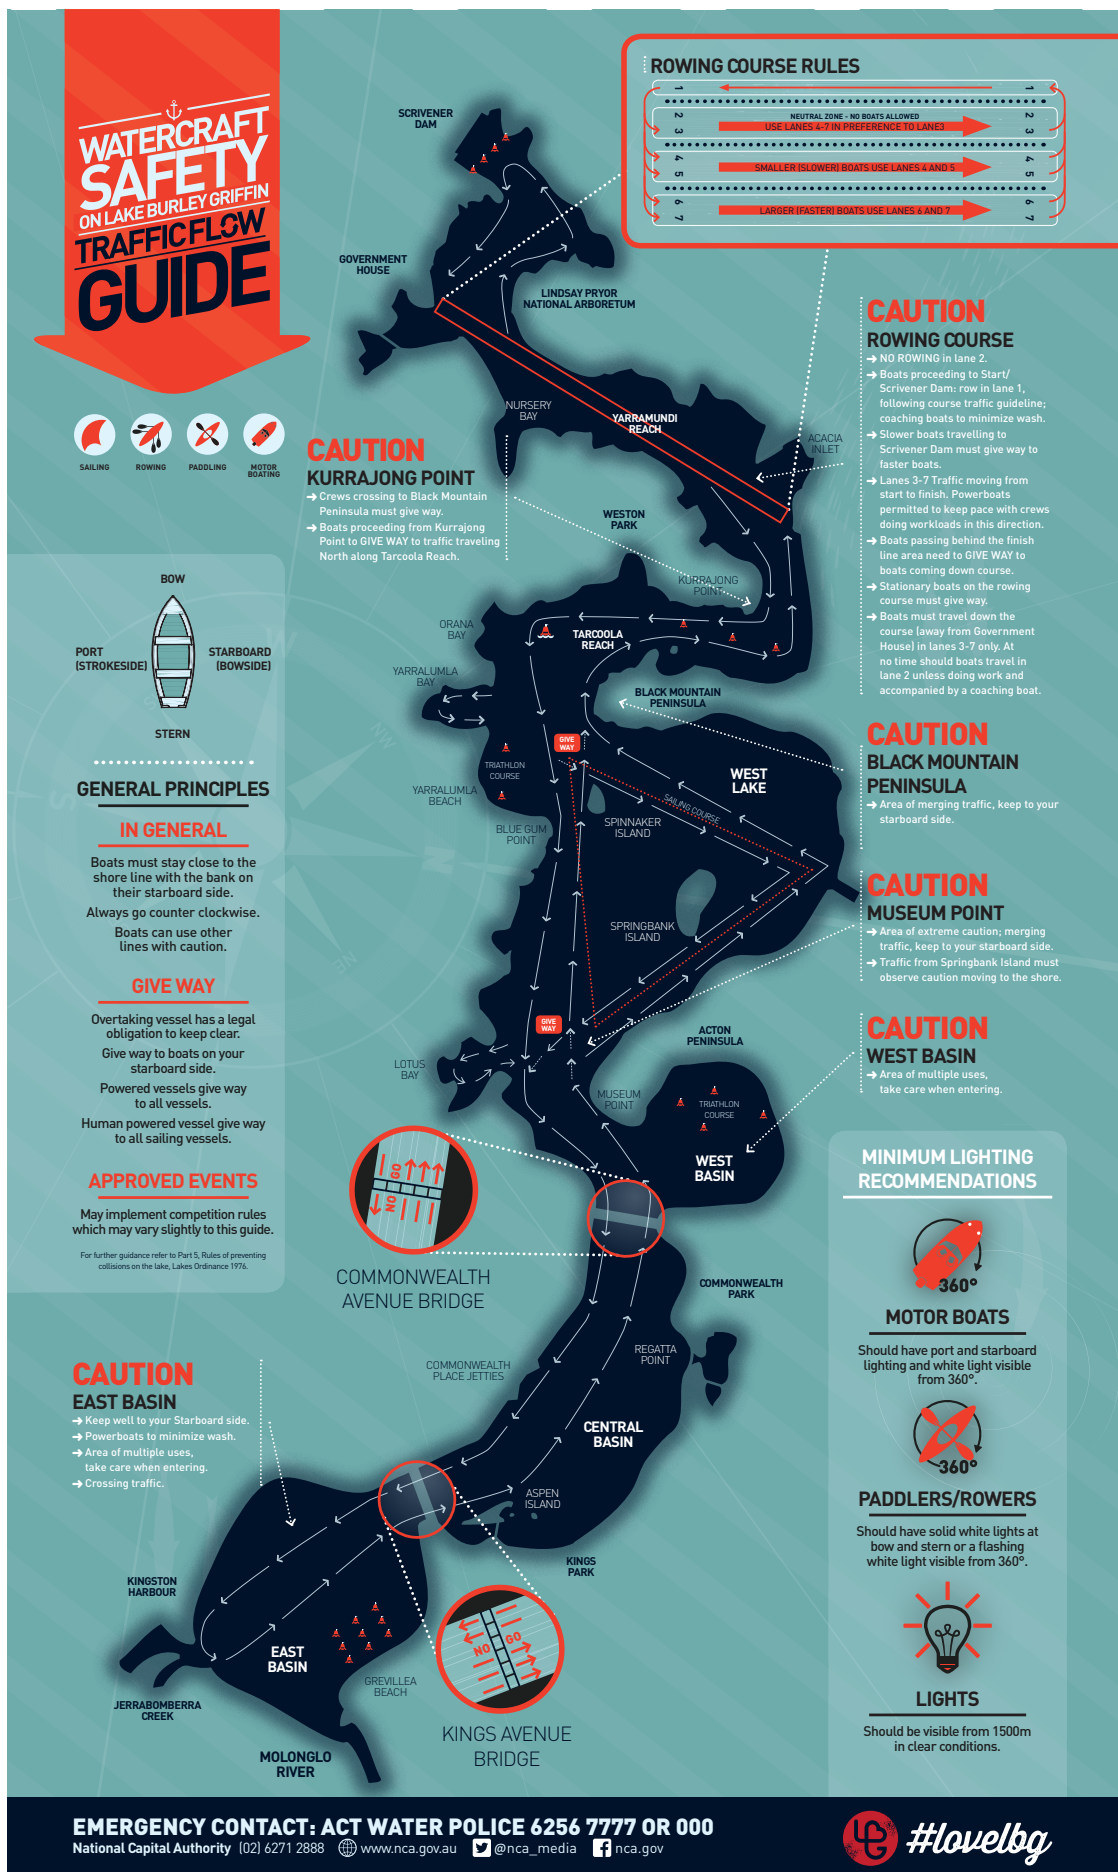 WATERCRAFT
SAFETY
ON LAKE BURLEY GRIFFIN
TRAFFIC FLOW
GUIDE
SAILING
ROWING
PADDLING
MOTOR
BOATING
BOW
PORT
(STROKESIDE)
STARBOARD
(BOWSIDE)
STERN
GENERAL PRINCIPLES
IN GENERAL
Boats must stay close to the
shore line with the bank on
their starboard side.
Always go counter clockwise.
Boats can use other
lines with caution.
GIVE WAY
Overtaking vessel has a legal
obligation to keep clear.
Give way to boats on your
starboard side.
Powered vessels give way
to all vessels.
Human powered vessel give way
to all sailing vessels.
APPROVED EVENTS
May implement competition rules
which may vary slightly to this guide.
For further guidance refer to Part 5, Rules of preventing
collisions on the lake, Lakes Ordinance 1976.
ROWING COURSE RULES
1
1
2
NEUTRAL ZONE - NO BOATS ALLOWED
2
3
USE LANES 4-7 IN PREFERENCE TO LANE3
3
4
4
SMALLER (SLOWER) BOATS USE LANES 4 AND 5
5
5
6
6
LARGER (FASTER) BOATS USE LANES 6 AND 7
7
7
SCRIVENER
DAM
GOVERNMENT
HOUSE
LINDSAY PRYOR
NATIONAL ARBORETUM
NURSERY
BAY
YARRAMUNDI
REACH
ACACIA
INLET
CAUTION
KURRAJONG POINT
→ Crews crossing to Black Mountain
Peninsula must give way.
→ Boats proceeding from Kurrajong
Point to GIVE WAY to traffic traveling
North along Tarcoola Reach.
WESTON
PARK
KURRAJONG
POINT
ORANA
BAY
TARCOOLA
REACH
YARRALUMLA
BAY
BLACK MOUNTAIN
PENINSULA
GIVE
WAY
TRIATHLON
COURSE
YARRALUMLA
BEACH
WEST
LAKE
SAILING COURSE
BLUE GUM
POINT
SPINNAKER
ISLAND
SPRINGBANK
ISLAND
GIVE
WAY
LOTUS
BAY
ACTON
PENINSULA
MUSEUM
POINT
TRIATHLON
COURSE
WEST
BASIN
GO
NO
COMMONWEALTH
AVENUE BRIDGE
COMMONWEALTH
PARK
REGATTA
POINT
COMMONWEALTH
PLACE JETTIES
CENTRAL
BASIN
ASPEN
ISLAND
KINGS
PARK
NO
GO
KINGS AVENUE
BRIDGE
CAUTION
EAST BASIN
→ Keep well to your Starboard side.
→ Powerboats to minimize wash.
→ Area of multiple uses,
take care when entering.
→ Crossing traffic.
KINGSTON
HARBOUR
EAST
BASIN
GREVILLEA
BEACH
JERRABOMBERRA
CREEK
MOLONGLO
RIVER
CAUTION
ROWING COURSE
→ NO ROWING in lane 2.
→ Boats proceeding to Start/
Scrivener Dam: row in lane 1,
following course traffic guideline;
coaching boats to minimize wash.
→ Slower boats travelling to
Scrivener Dam must give way to
faster boats.
→ Lanes 3-7 Traffic moving from
start to finish. Powerboats
permitted to keep pace with crews
doing workloads in this direction.
→ Boats passing behind the finish
line area need to GIVE WAY to
boats coming down course.
→ Stationary boats on the rowing
course must give way.
→ Boats must travel down the
course (away from Government
House) in lanes 3-7 only. At
no time should boats travel in
lane 2 unless doing work and
accompanied by a coaching boat.
CAUTION
BLACK MOUNTAIN
PENINSULA
→ Area of merging traffic, keep to your
starboard side.
CAUTION
MUSEUM POINT
→ Area of extreme caution; merging
traffic, keep to your starboard side.
→ Traffic from Springbank Island must
observe caution moving to the shore.
CAUTION
WEST BASIN
→ Area of multiple uses,
take care when entering.
MINIMUM LIGHTING
RECOMMENDATIONS
360°
MOTOR BOATS
Should have port and starboard
lighting and white light visible
from 360°.
360°
PADDLERS/ROWERS
Should have solid white lights at
bow and stern or a flashing
white light visible from 360°.
LIGHTS
Should be visible from 1500m
in clear conditions.
EMERGENCY CONTACT: ACT WATER POLICE 6256 7777 OR 000
National Capital Authority (02) 6271 2888 www.nca.gov.au @nca_media nca.gov
LBG
#lovelbg